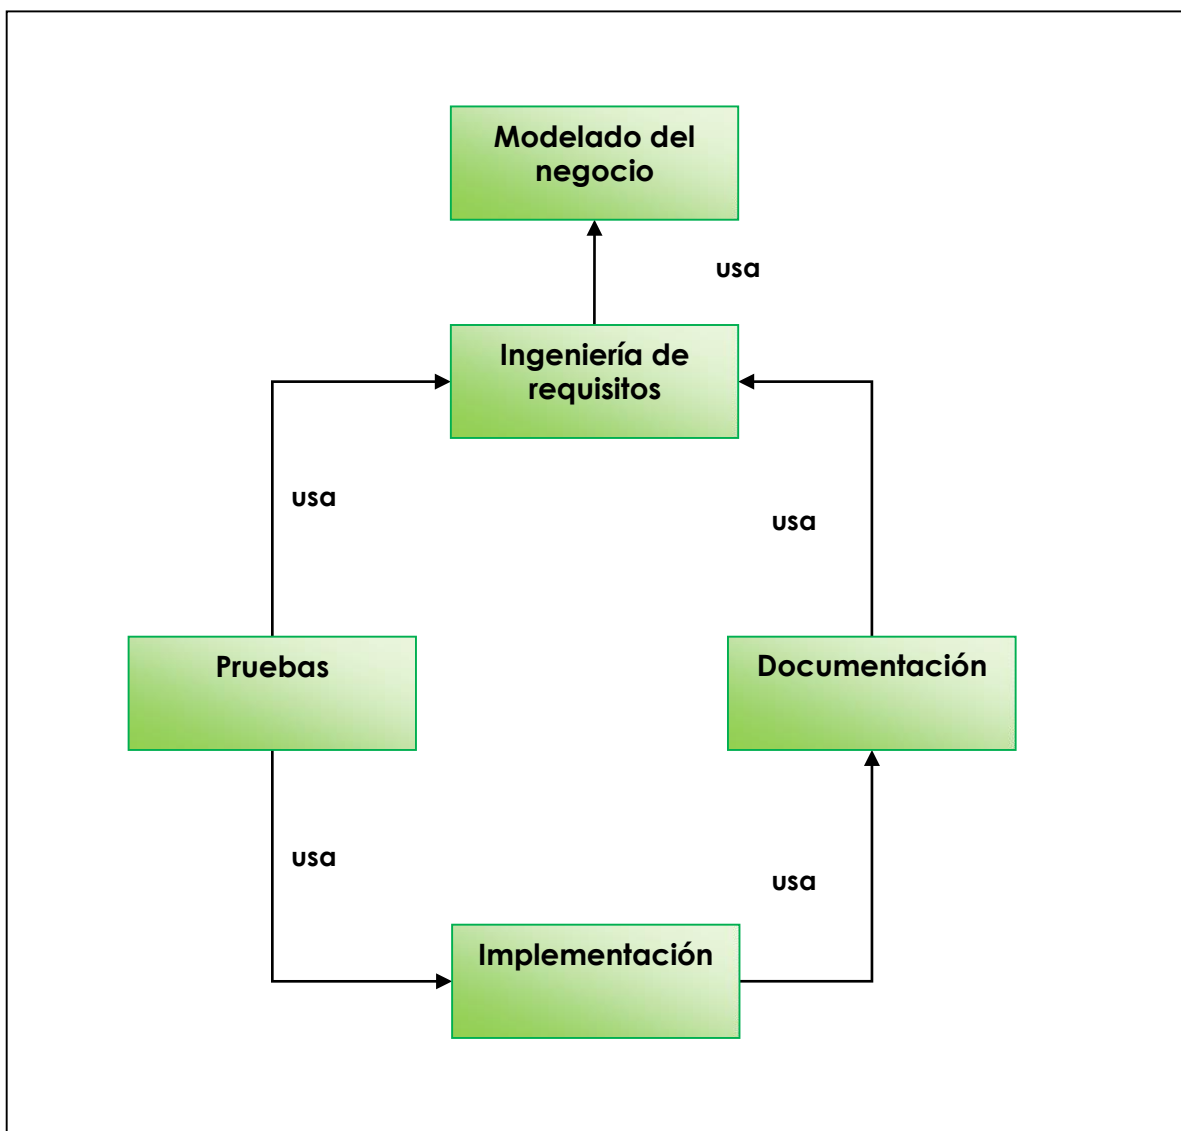 Modelado del
negocio
usa
Ingeniería de
requisitos
usa
usa
Pruebas
Documentación
usa
usa
Implementación